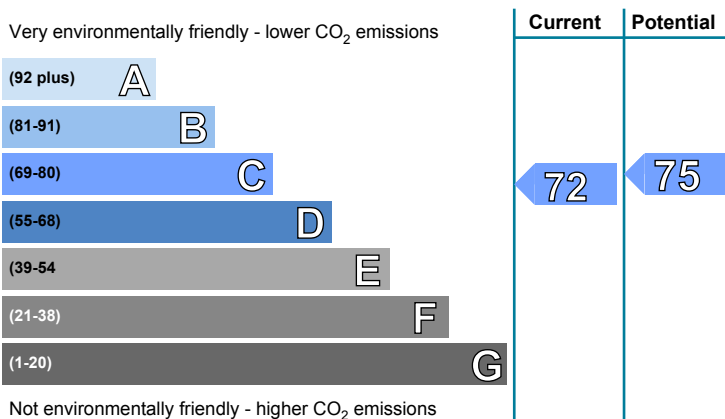 Very environmentally friendly - lower CO2 emissions
Current
Potential
(92 plus) A
(81-91) B
(69-80) C
(55-68) D
(39-54 E
(21-38) F
(1-20) G
72
75
Not environmentally friendly - higher CO2 emissions